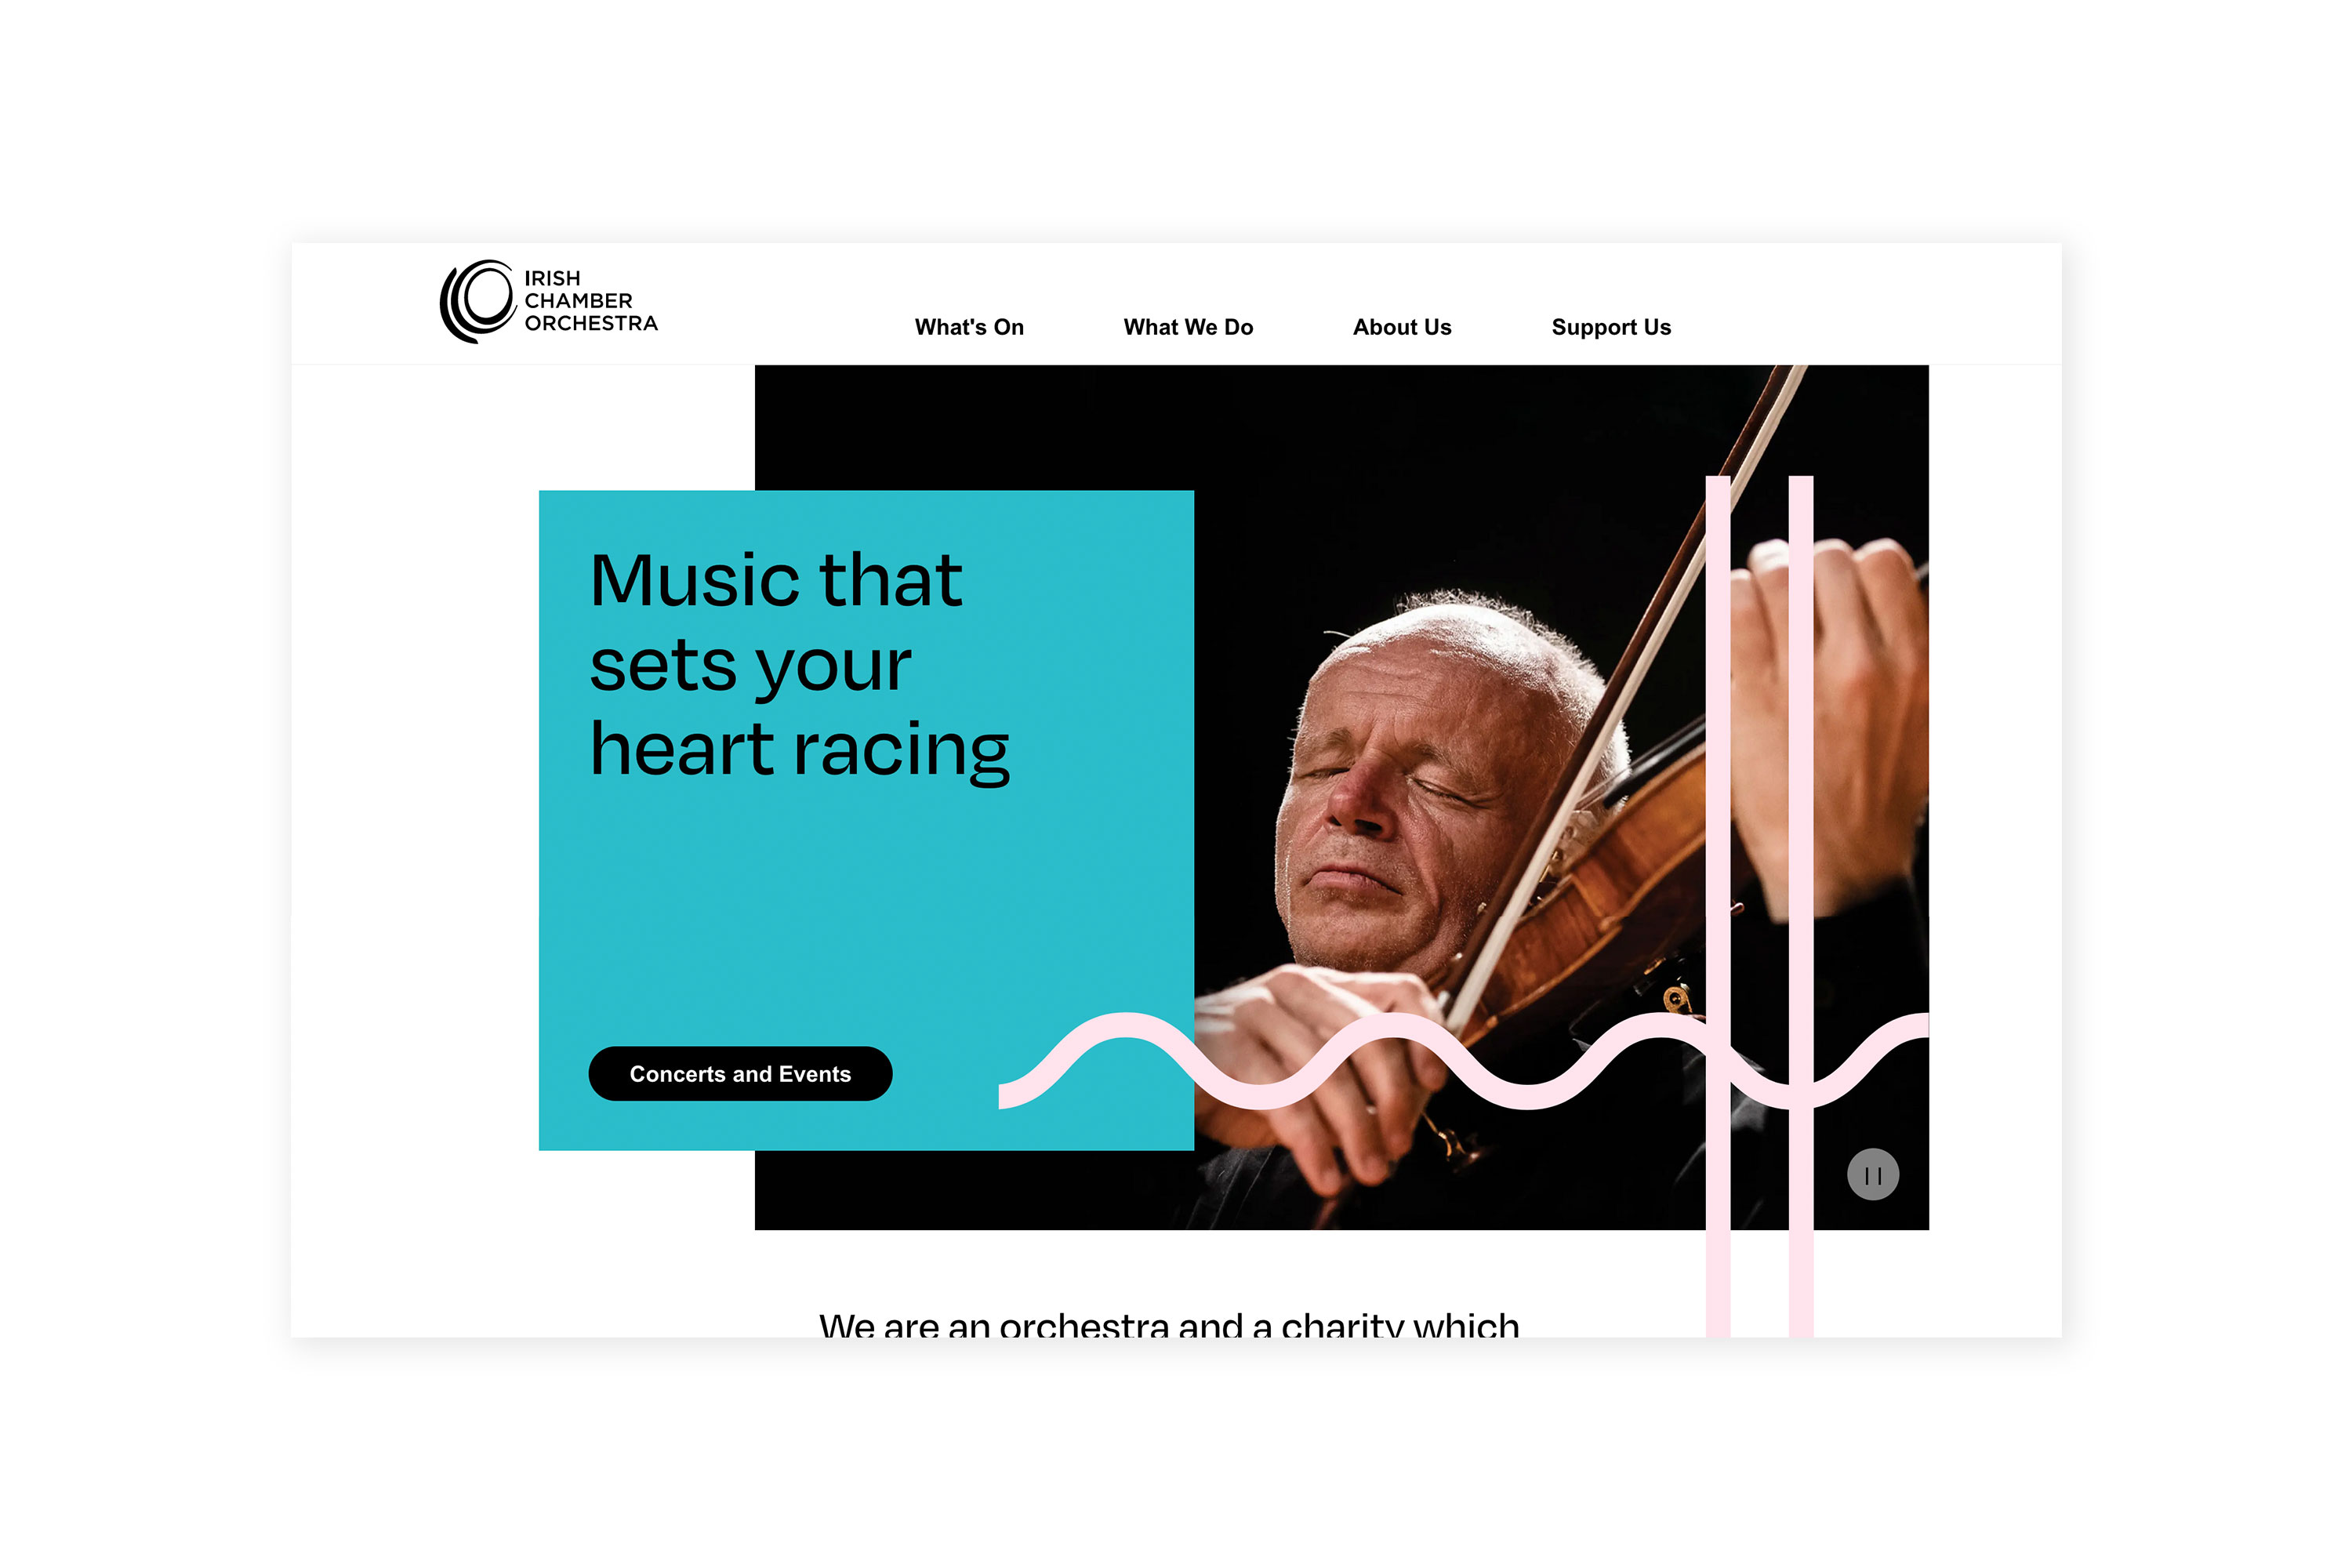 IRISH
CHAMBER
ORCHESTRA
What's On
What We Do
About Us
Support Us
Music that
sets your
heart racing
Concerts and Events
We are an orchestra and a charity which